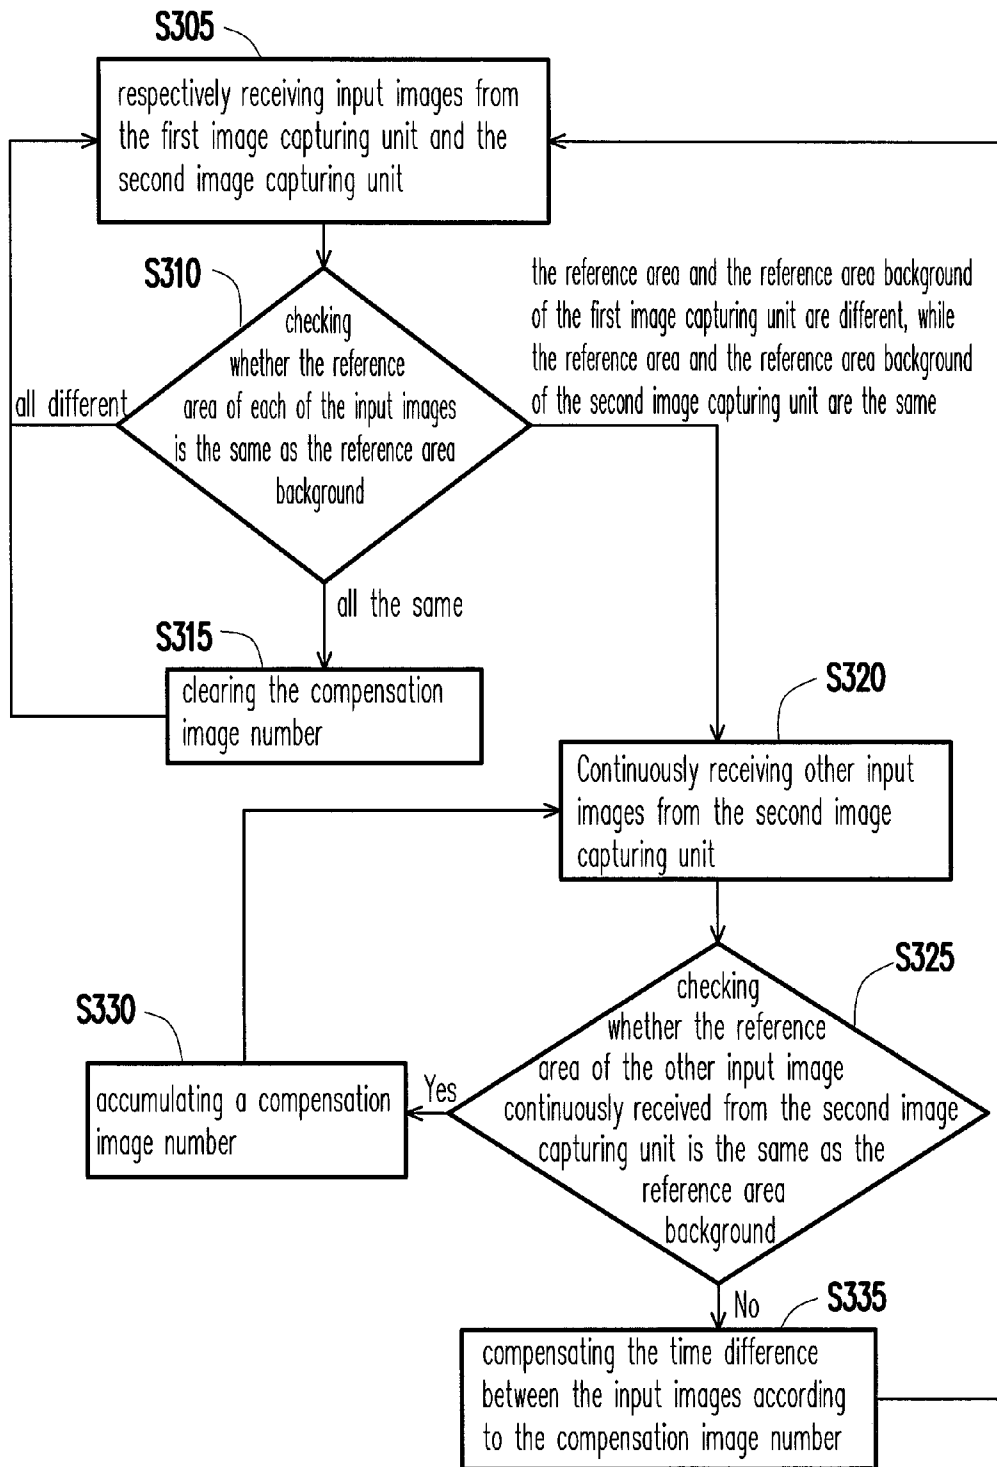 S305
respectively receiving input images from
the first image capturing unit and the
second image capturing unit
S310
checking
whether the reference
area of each of the input images
is the same as the reference area
background
all different
the reference area and the reference area background
of the first image capturing unit are different, while
the reference area and the reference area background
of the second image capturing unit are the same
all the same
S315
clearing the compensation
image number
S320
Continuously receiving other input
images from the second image
capturing unit
S325
checking
whether the reference
area of the other input image
continuously received from the second image
capturing unit is the same as the
reference area
background
Yes
S330
accumulating a compensation
image number
No
S335
compensating the time difference
between the input images according
to the compensation image number